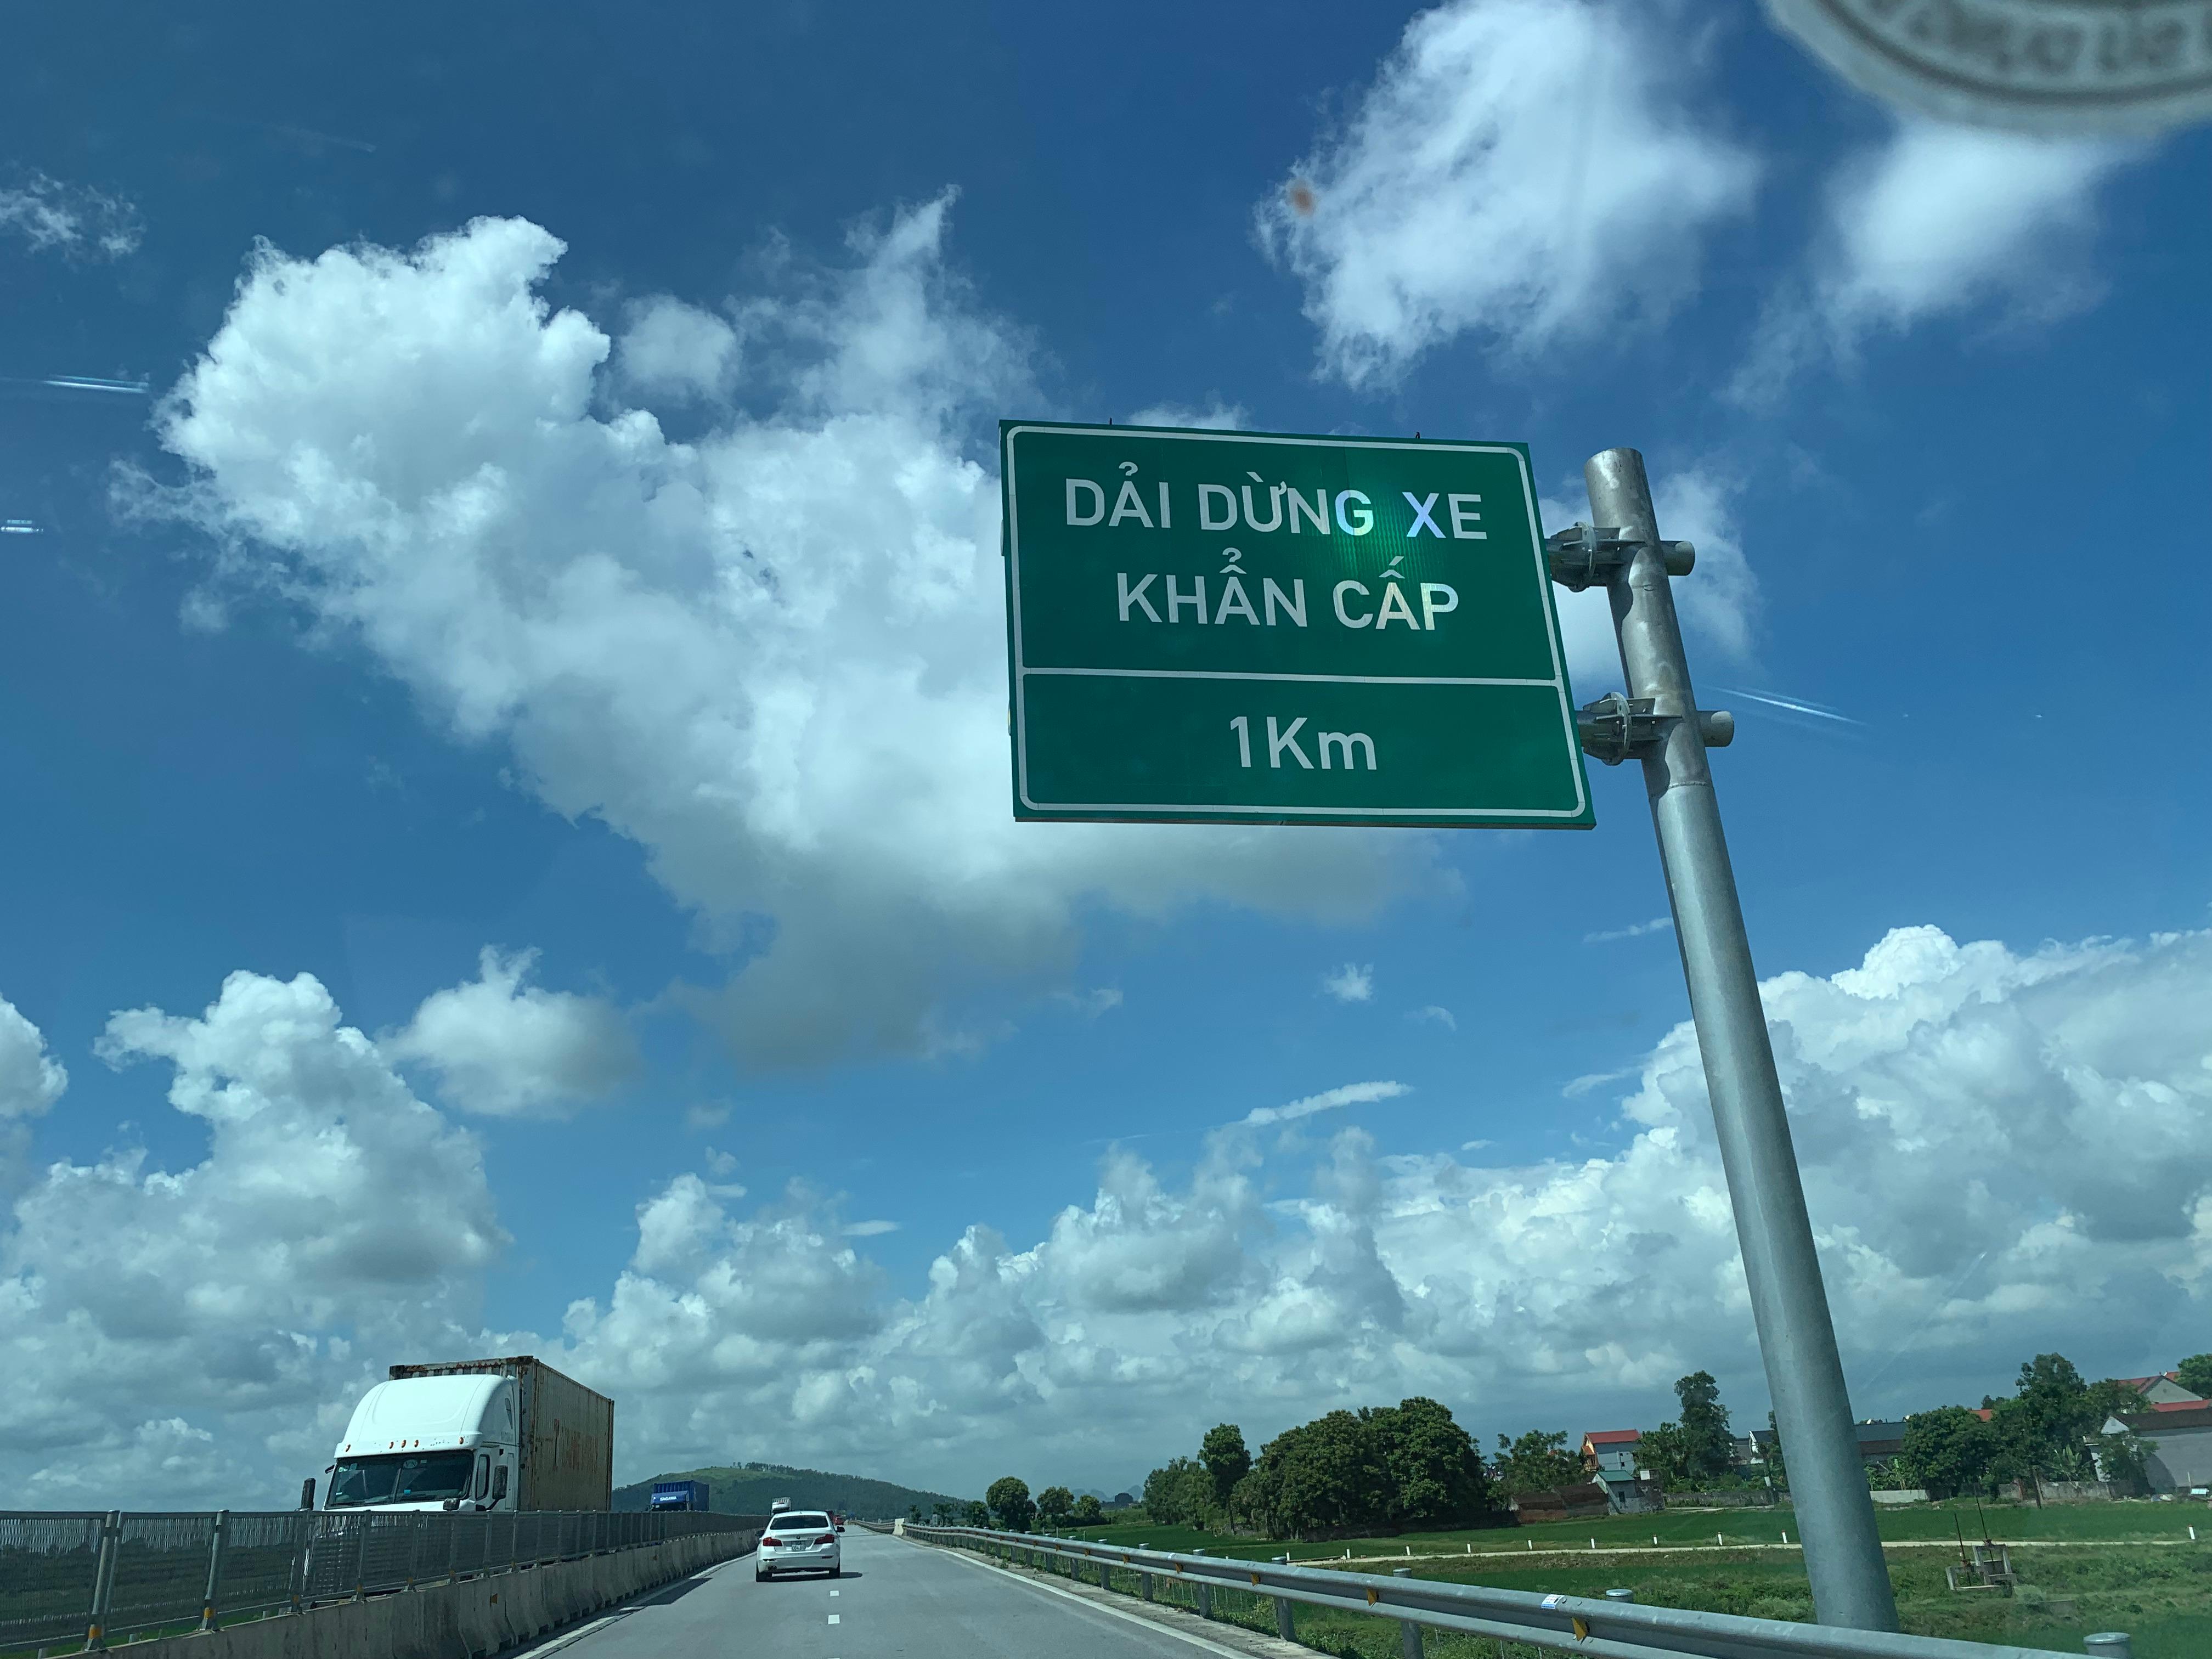 DẢI DỪNG XE
KHẨN CẤP
1Km